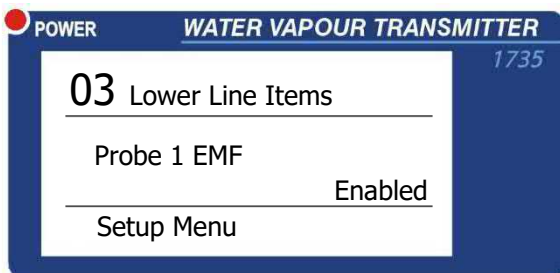 POWER
WATER VAPOUR TRANSMITTER
1735
03 Lower Line Items
Probe 1 EMF
Enabled
Setup Menu